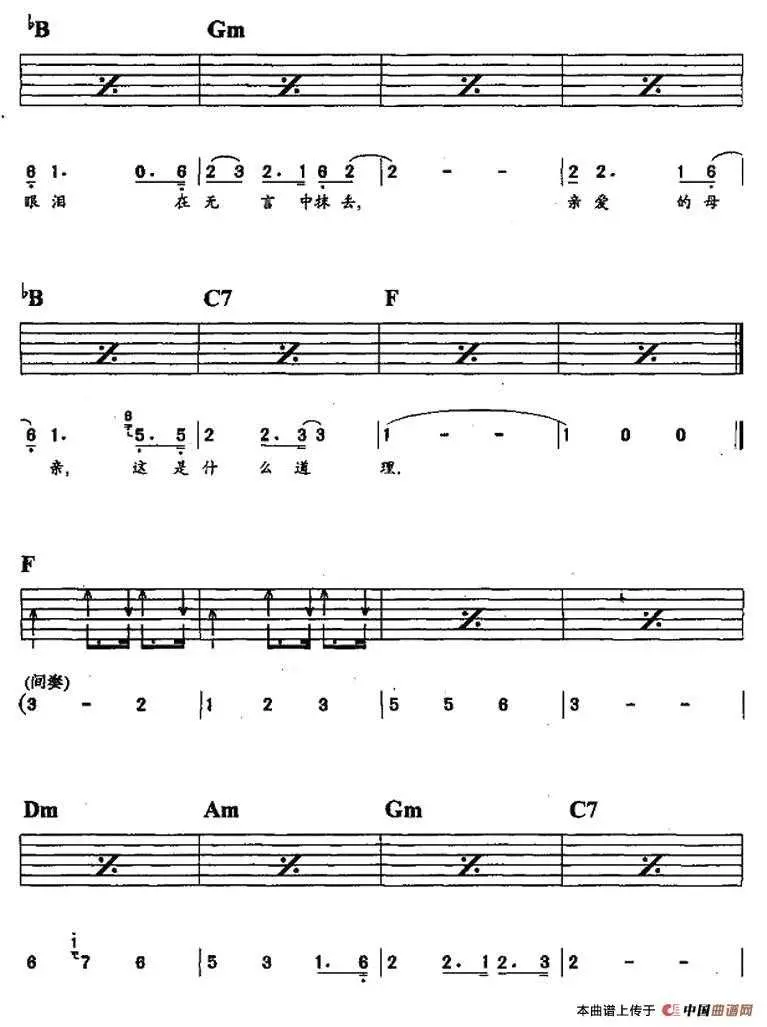 ♭B Gm
6 1. 0. 6 | 2 3 2. 1 6 2 | 2 - - | 2 2. 1 6 |
眼 泪 在 无 言 中 抹 去, 亲 爱 的 母
♭B C7 F
6 1. 6 5. 5 | 2 2. 3 3 | 1 - - | 1 0 0 ‖
亲, 这 是 什 么 道 理.
F
(间奏)
(3 - 2 | 1 2 3 | 5 5 6 | 3 - - |
Dm Am Gm C7
6 i 7 6 | 5 3 1. 6 | 2 2. 1 2. 3 | 2 - - |
本曲谱上传于 中国曲谱网